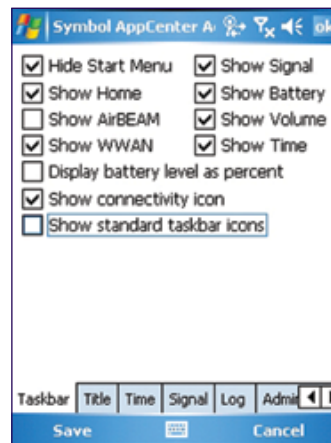 Symbol AppCenter A ok
Hide Start Menu Show Signal
Show Home Show Battery
Show AirBEAM Show Volume
Show WWAN Show Time
Display battery level as percent
Show connectivity icon
Show standard taskbar icons
Taskbar Title Time Signal Log Admin
Save Cancel